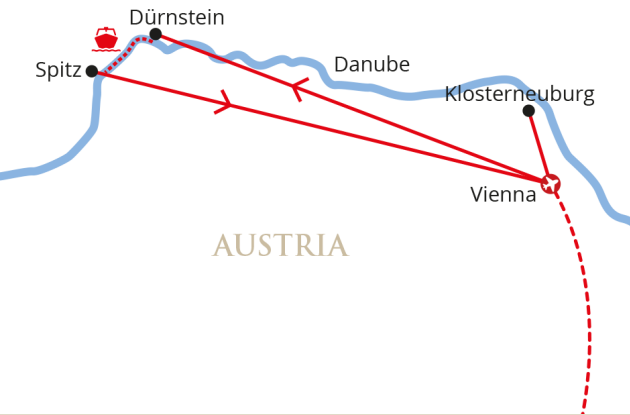 Dürnstein
Spitz
Danube
Klosterneuburg
Vienna
AUSTRIA